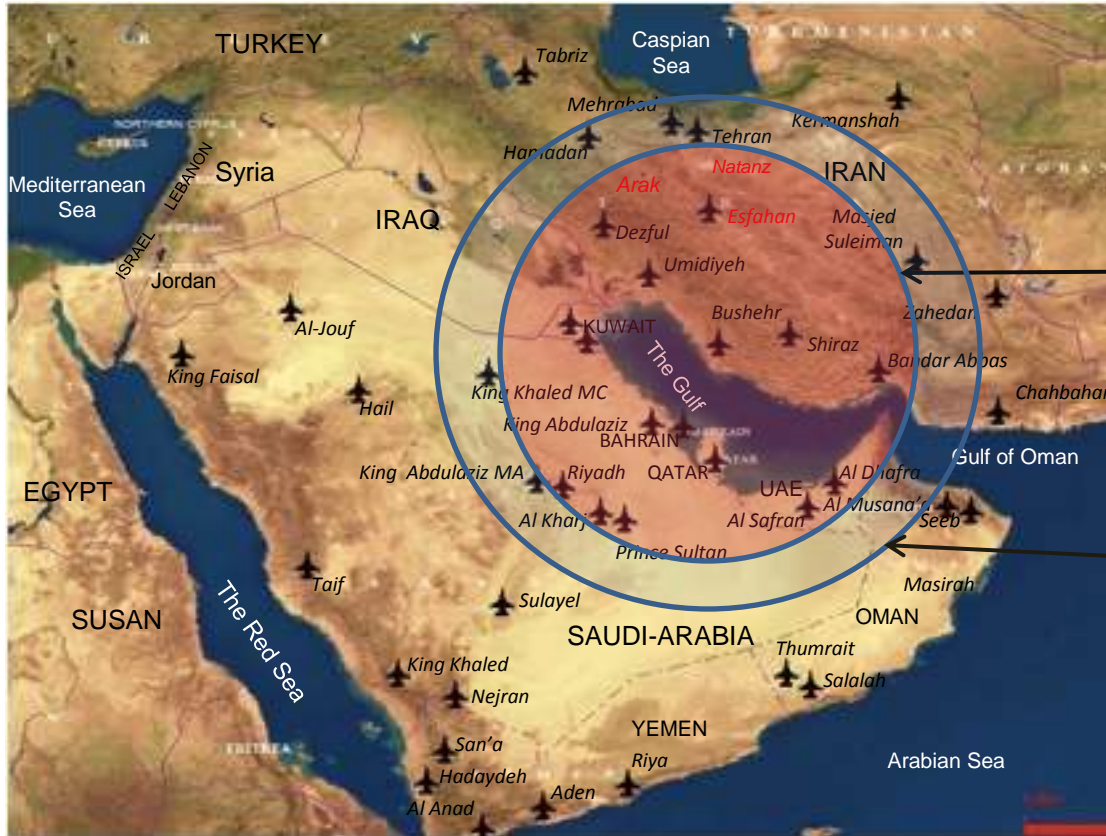 TURKEY
Caspian
Sea
Tabriz
Mehrabad
Tehran
Kermanshah
Hamadan
NORTHERN CYPRUS
Mediterranean
Sea
LEBANON
Syria
IRAQ
Arak
Natanz
IRAN
Esfahan
Masjed
Suleiman
Dezful
Umidiyeh
ISRAEL
Jordan
Al-Jouf
King Faisal
Hail
KUWAIT
Bushehr
Shiraz
Zahedan
Bandar Abbas
The Gulf
King Khaled MC
Chahbahar
King Abdulaziz
BAHRAIN
Gulf of Oman
King Abdulaziz MA
Riyadh
QATAR
UAE
Al Dhafra
Al Musana'a
EGYPT
Al Kharj
Al Safran
Seeb
Prince Sultan
Masirah
Taif
Sulayel
SUSAN
The Red Sea
SAUDI-ARABIA
OMAN
Thumrait
King Khaled
Salalah
Nejran
YEMEN
San'a
ERITREA
Hadaydeh
Riya
Arabian Sea
Al Anad
Aden